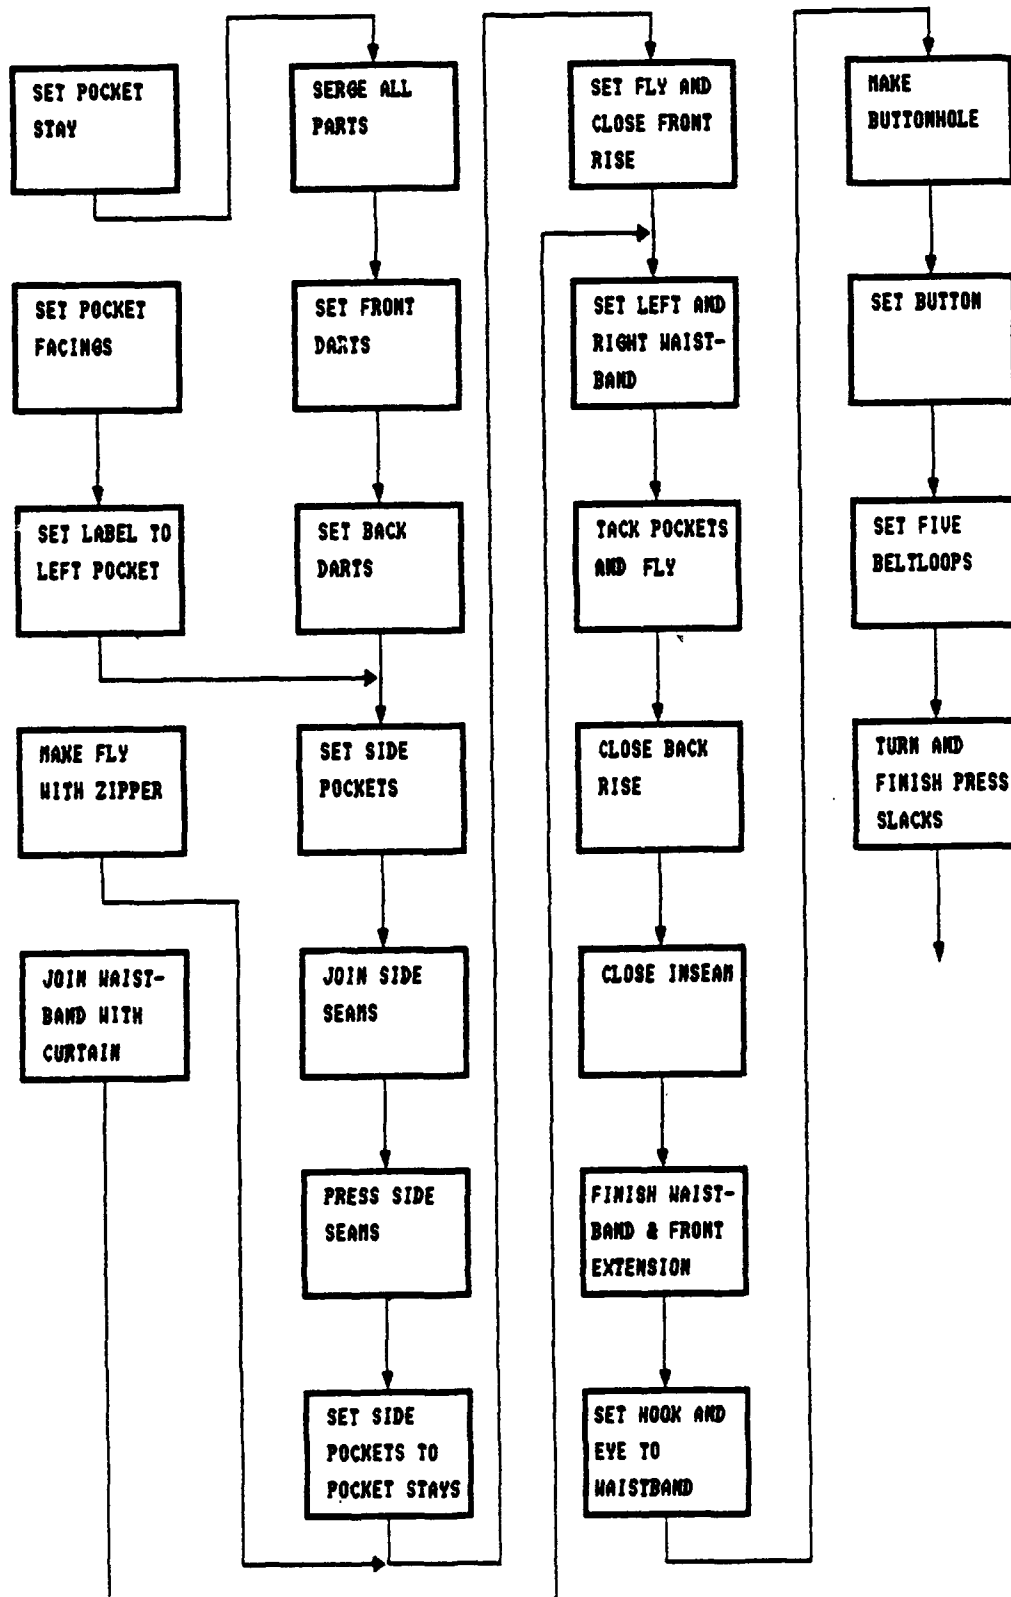 SET POCKET
STAY
SET POCKET
FACINGS
SET LABEL TO
LEFT POCKET
MAKE FLY
WITH ZIPPER
JOIN WAIST-
BAND WITH
CURTAIN
SERGE ALL
PARTS
SET FRONT
DARTS
SET BACK
DARTS
SET SIDE
POCKETS
JOIN SIDE
SEAMS
PRESS SIDE
SEAMS
SET SIDE
POCKETS TO
POCKET STAYS
SET FLY AND
CLOSE FRONT
RISE
SET LEFT AND
RIGHT WAIST-
BAND
TACK POCKETS
AND FLY
CLOSE BACK
RISE
CLOSE INSEAM
FINISH WAIST-
BAND & FRONT
EXTENSION
SET HOOK AND
EYE TO
WAISTBAND
MAKE
BUTTONHOLE
SET BUTTON
SET FIVE
BELTLOOPS
TURN AND
FINISH PRESS
SLACKS